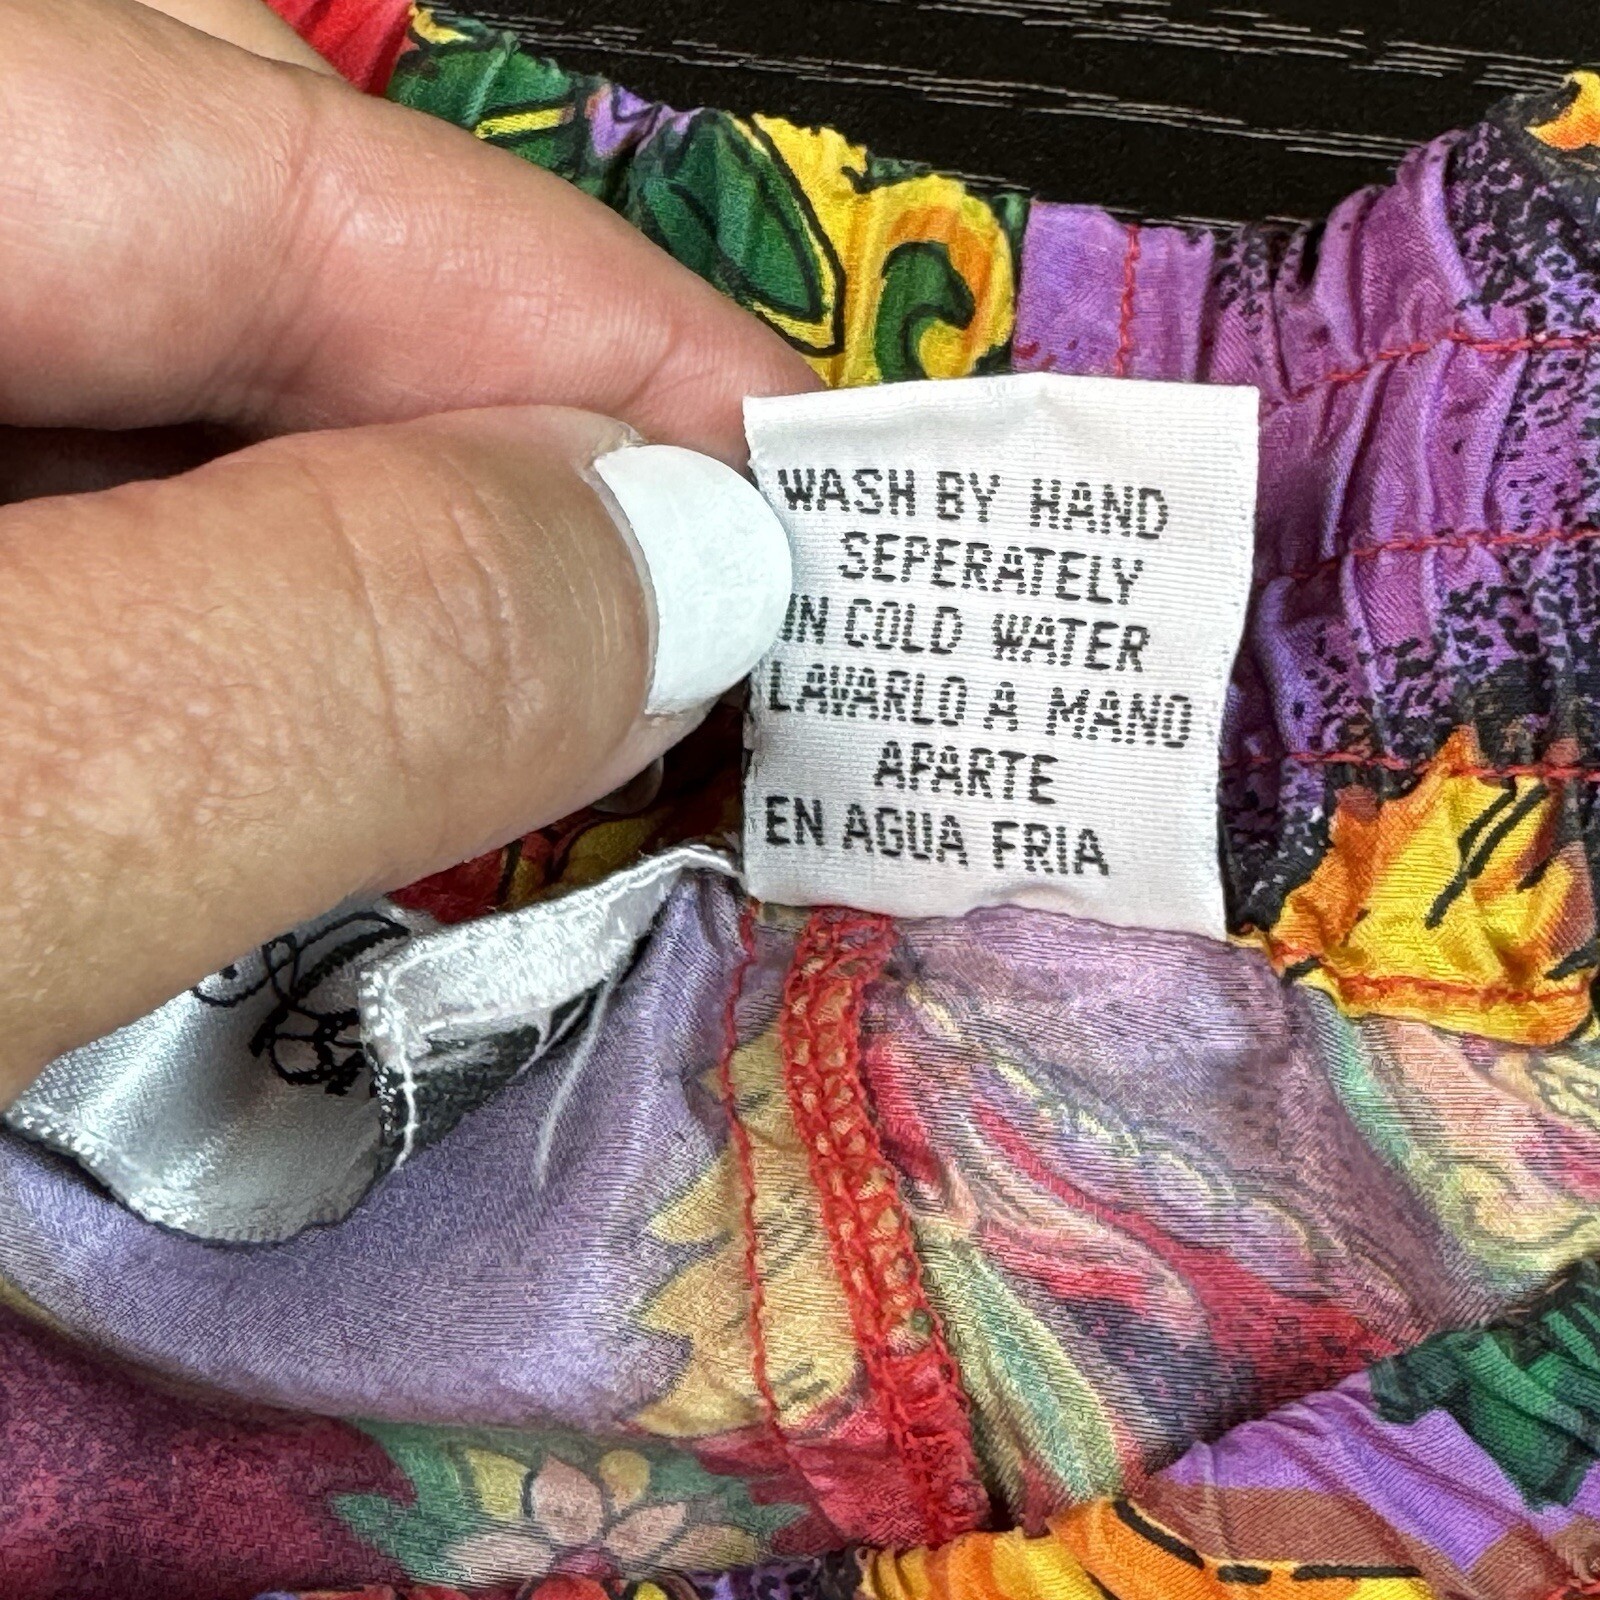 WASH BY HAND
SEPERATELY
IN COLD WATER
LAVARLO A MANO
APARTE
EN AGUA FRIA